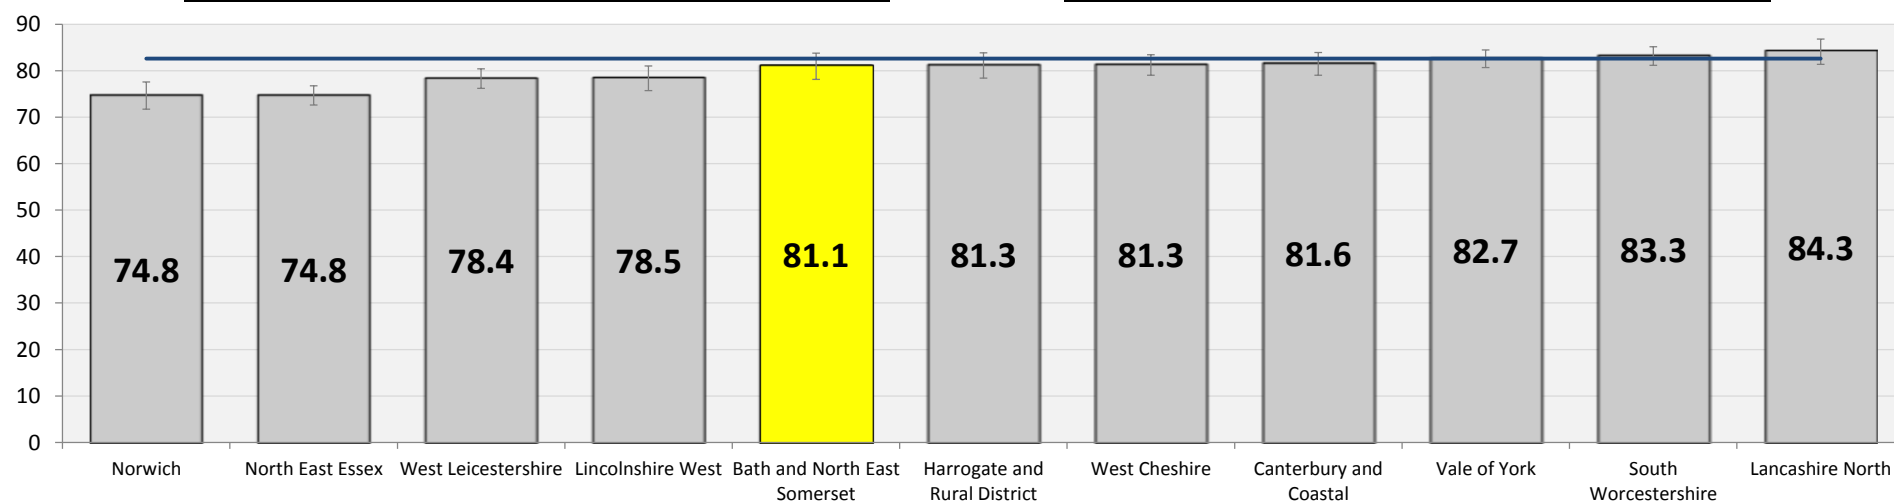 90
80
70
60
50
40
30
20
10
0
74.8
74.8
78.4
78.5
81.1
81.3
81.3
81.6
82.7
83.3
84.3
Norwich
North East Essex
West Leicestershire
Lincolnshire West
Bath and North East
Somerset
Harrogate and
Rural District
West Cheshire
Canterbury and
Coastal
Vale of York
South
Worcestershire
Lancashire North